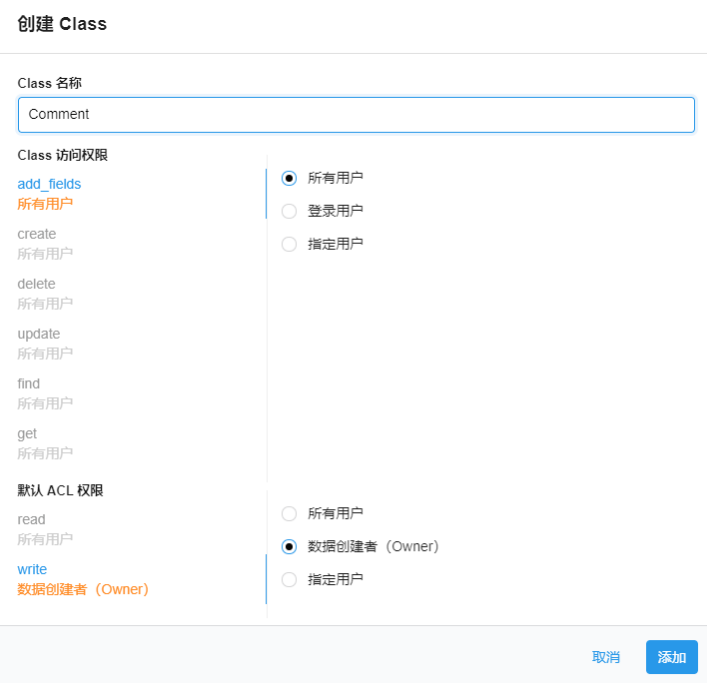 创建 Class
Class 名称
Comment
Class 访问权限
add_fields
所有用户
create
所有用户
delete
所有用户
update
所有用户
find
所有用户
get
所有用户
所有用户
登录用户
指定用户
默认 ACL 权限
read
所有用户
write
数据创建者（Owner）
所有用户
数据创建者（Owner）
指定用户
取消
添加